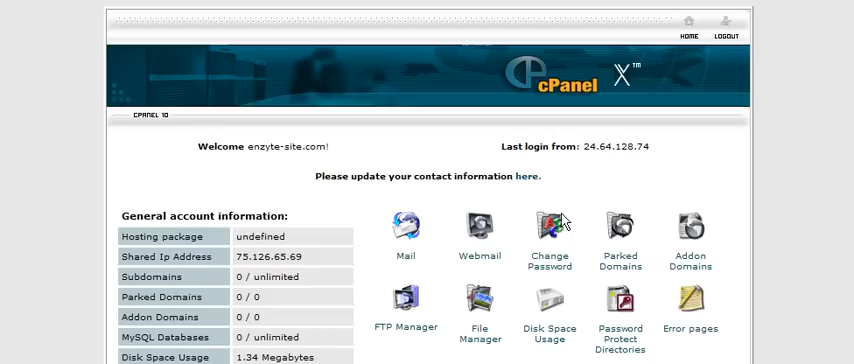 HOME LOGOUT
cPanel X™
CPANEL 10
Welcome enzyte-site.com! Last login from: 24.64.128.74
Please update your contact information here.
General account information:
Hosting package undefined
Shared Ip Address 75.126.65.69
Subdomains 0 / unlimited
Parked Domains 0 / 0
Addon Domains 0 / 0
MySQL Databases 0 / unlimited
Disk Space Usage 1.34 Megabytes
Mail Webmail Change Password Parked Domains Addon Domains
FTP Manager File Manager Disk Space Usage Password Protect Directories Error pages